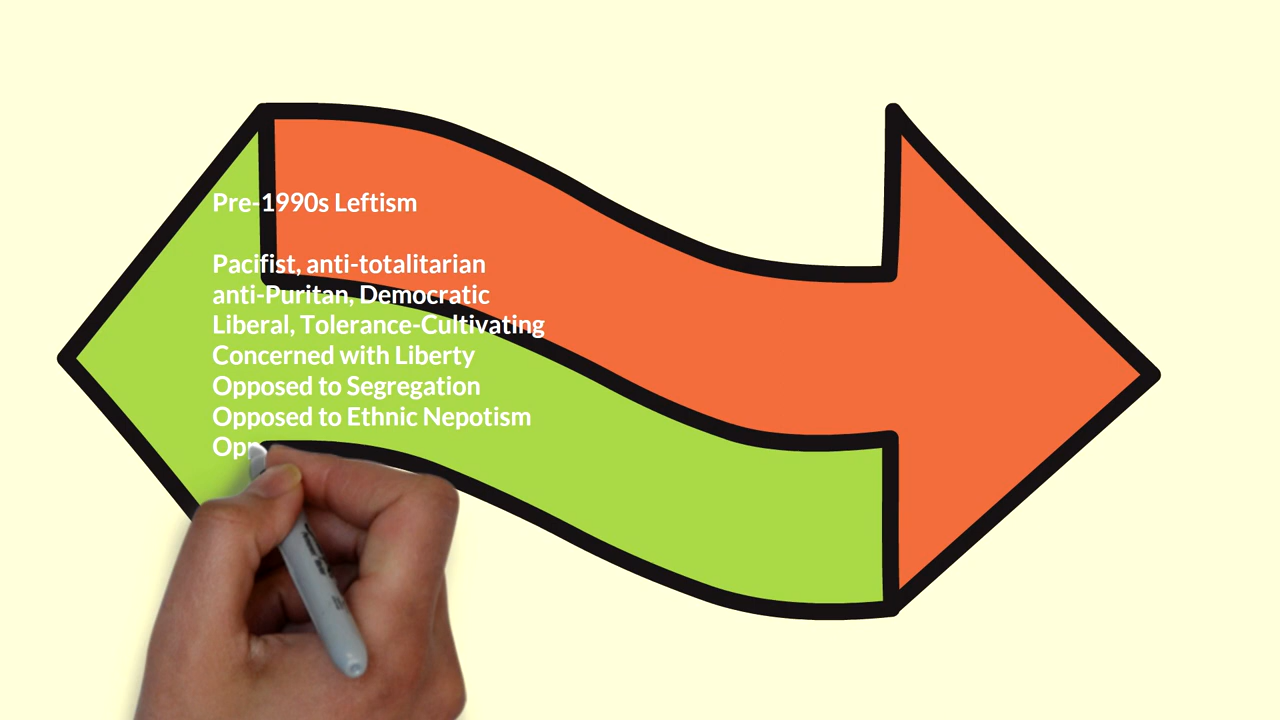 Pre-1990s Leftism
Pacifist, anti-totalitarian
anti-Puritan, Democratic
Liberal, Tolerance-Cultivating
Concerned with Liberty
Opposed to Segregation
Opposed to Ethnic Nepotism
Opp